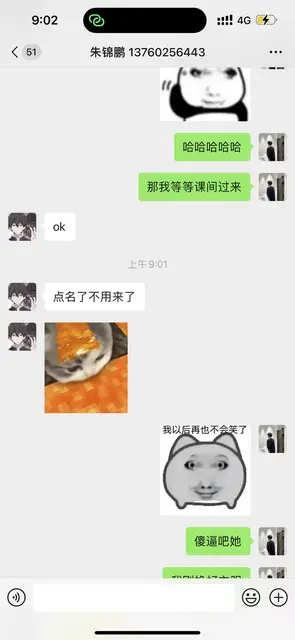 9:02
4G
51
朱锦鹏 13760256443
哈哈哈哈哈
那我等等课间过来
ok
上午 9:01
点名了不用来了
我以后再也不会笑了
傻逼吧她